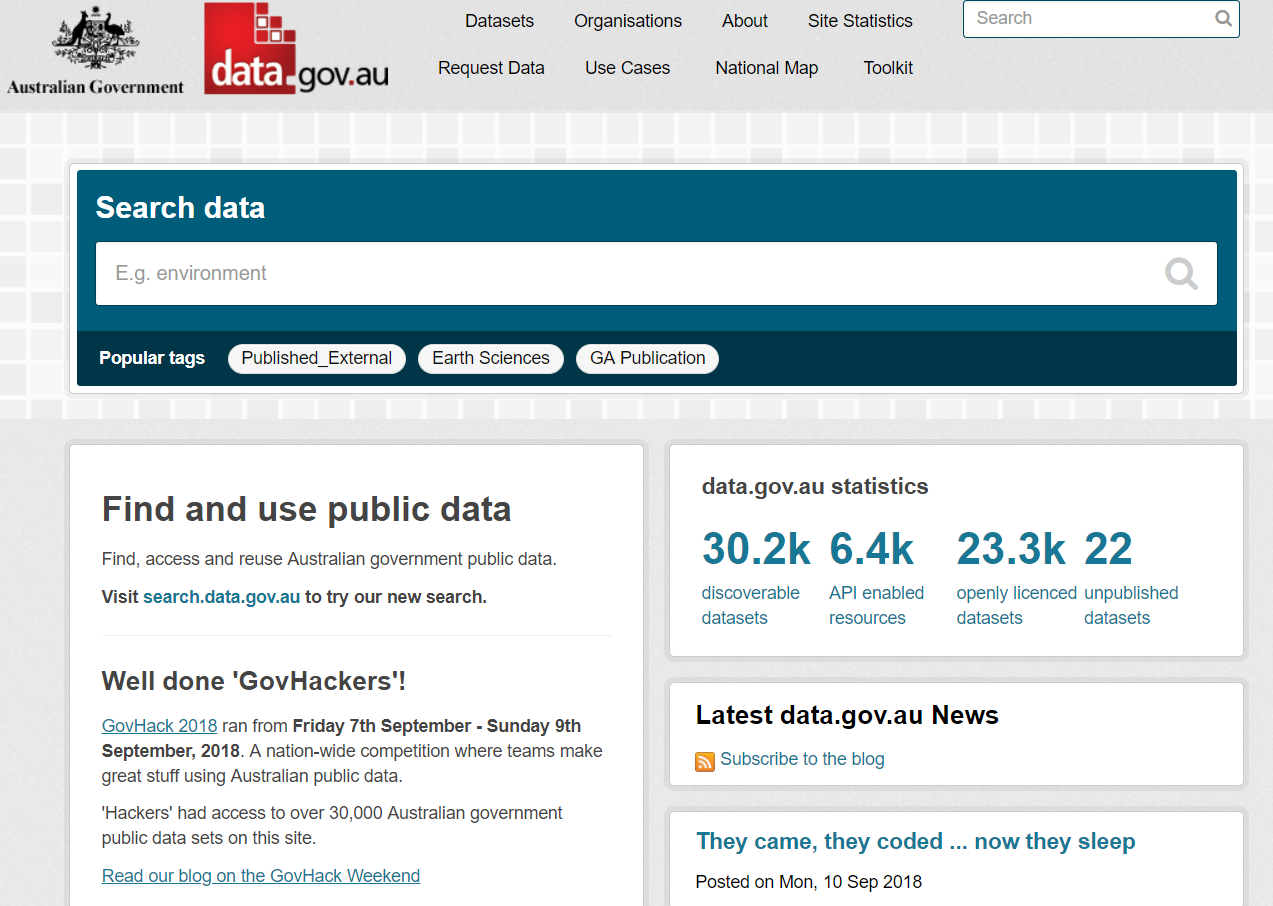 Australian Government
data.gov.au
Datasets Organisations About Site Statistics
Request Data Use Cases National Map Toolkit
Search
Search data
E.g. environment
Popular tags Published_External Earth Sciences GA Publication
Find and use public data
Find, access and reuse Australian government public data.
Visit search.data.gov.au to try our new search.
Well done 'GovHackers'!
GovHack 2018 ran from Friday 7th September - Sunday 9th
September, 2018. A nation-wide competition where teams make
great stuff using Australian public data.
'Hackers' had access to over 30,000 Australian government
public data sets on this site.
Read our blog on the GovHack Weekend
data.gov.au statistics
30.2k 6.4k 23.3k 22
discoverable API enabled openly licenced unpublished
datasets resources datasets datasets
Latest data.gov.au News
Subscribe to the blog
They came, they coded ... now they sleep
Posted on Mon, 10 Sep 2018